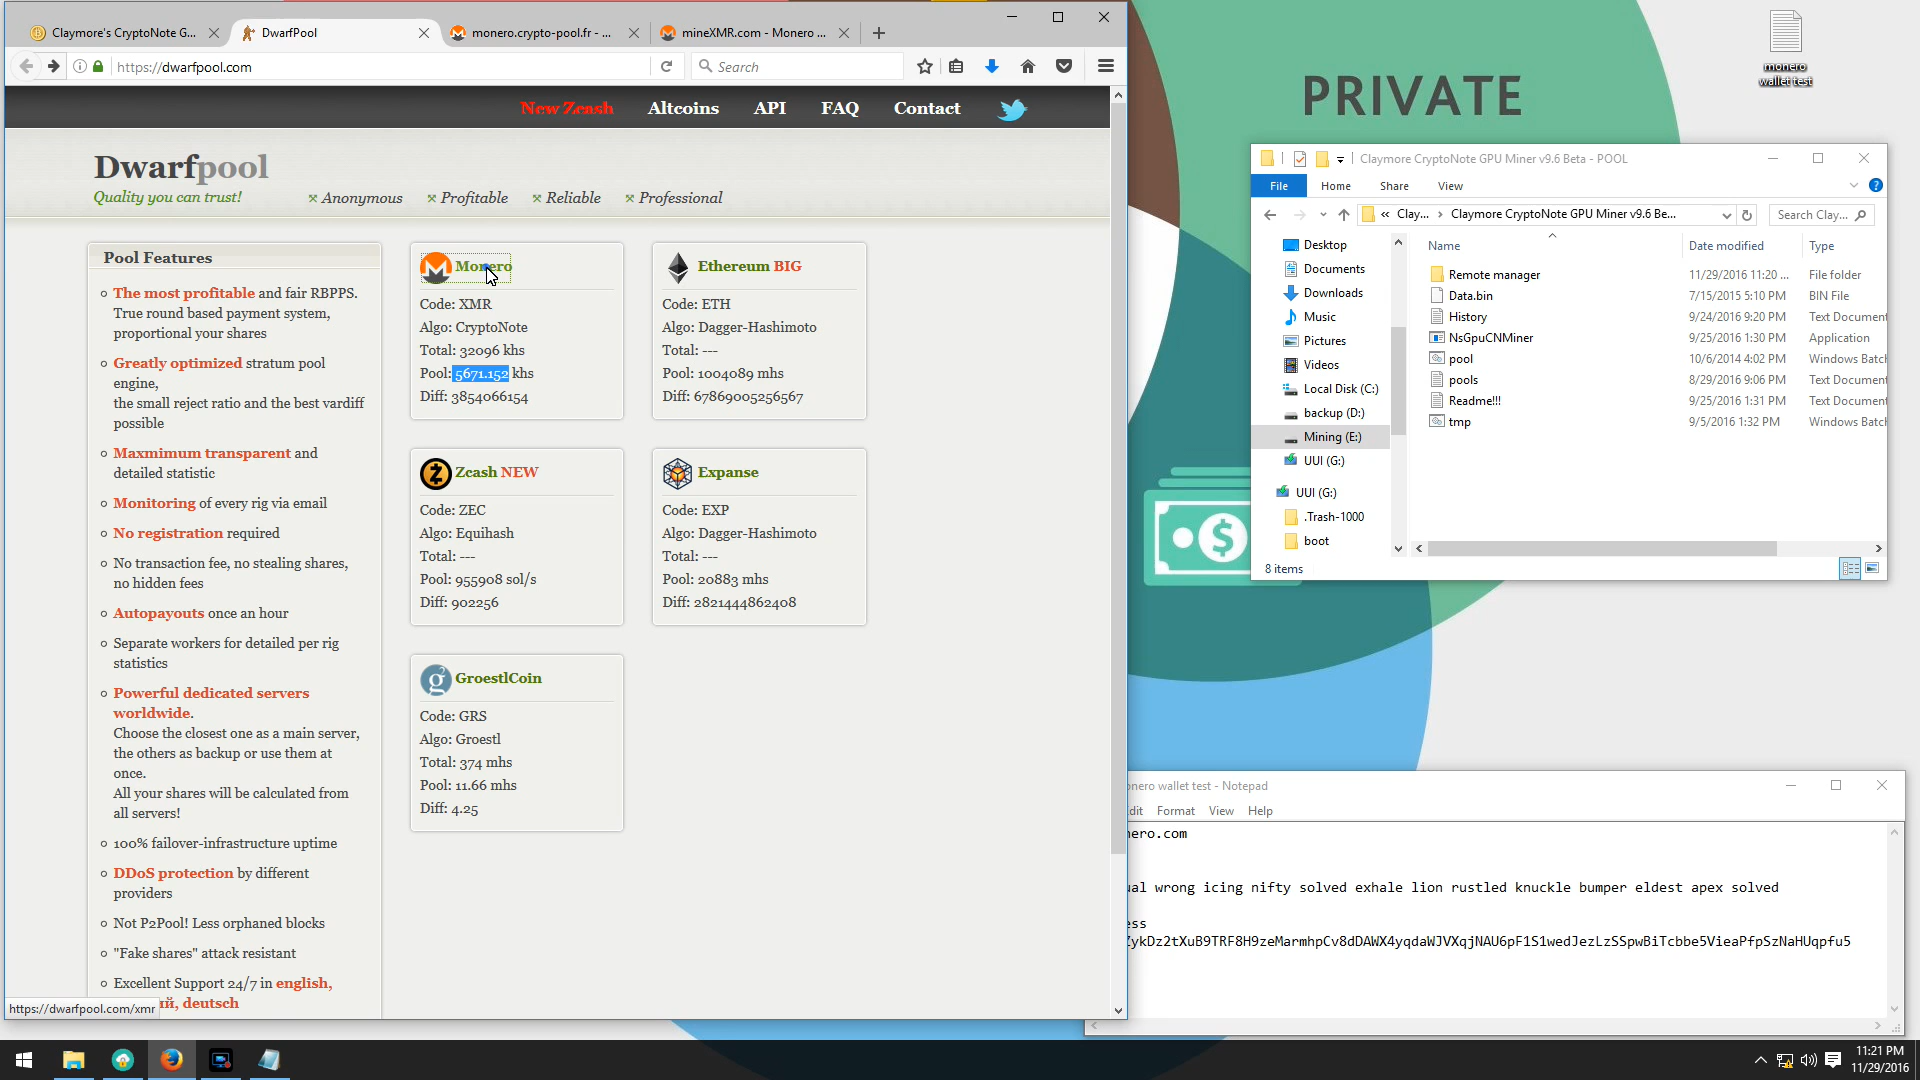 Claymore's CryptoNote G...
DwarfPool
monero.crypto-pool.fr - ...
mineXMR.com - Monero ...
https://dwarfpool.com
Search
New Zcash
Altcoins
API
FAQ
Contact
Dwarfpool
Quality you can trust!
Anonymous
Profitable
Reliable
Professional
Pool Features
The most profitable and fair RBPPS.
True round based payment system,
proportional your shares
Greatly optimized stratum pool
engine,
the small reject ratio and the best vardiff
possible
Maxmimum transparent and
detailed statistic
Monitoring of every rig via email
No registration required
No transaction fee, no stealing shares,
no hidden fees
Autopayouts once an hour
Separate workers for detailed per rig
statistics
Powerful dedicated servers
worldwide.
Choose the closest one as a main server,
the others as backup or use them at
once.
All your shares will be calculated from
all servers!
100% failover-infrastructure uptime
DDoS protection by different
providers
Not P2Pool! Less orphaned blocks
"Fake shares" attack resistant
Excellent Support 24/7 in english,
ий, deutsch
https://dwarfpool.com/xmr
Monero
Code: XMR
Algo: CryptoNote
Total: 32096 khs
Pool: 5671.152 khs
Diff: 3854066154
Ethereum BIG
Code: ETH
Algo: Dagger-Hashimoto
Total: ---
Pool: 1004089 mhs
Diff: 67869005256567
Zcash NEW
Code: ZEC
Algo: Equihash
Total: ---
Pool: 955908 sol/s
Diff: 902256
Expanse
Code: EXP
Algo: Dagger-Hashimoto
Total: ---
Pool: 20883 mhs
Diff: 2821444862408
GroestlCoin
Code: GRS
Algo: Groestl
Total: 374 mhs
Pool: 11.66 mhs
Diff: 4.25
PRIVATE
monero
wallet test
Claymore CryptoNote GPU Miner v9.6 Beta - POOL
File
Home
Share
View
« Clay... › Claymore CryptoNote GPU Miner v9.6 Be...
Search Clay...
Desktop
Documents
Downloads
Music
Pictures
Videos
Local Disk (C:)
backup (D:)
Mining (E:)
UUI (G:)
UUI (G:)
.Trash-1000
boot
Name
Date modified
Type
Remote manager 11/29/2016 11:20 ... File folder
Data.bin 7/15/2015 5:10 PM BIN File
History 9/24/2016 9:20 PM Text Document
NsGpuCNMiner 9/25/2016 1:30 PM Application
pool 10/6/2014 4:02 PM Windows Batch
pools 8/29/2016 9:06 PM Text Document
Readme!!! 9/25/2016 1:31 PM Text Document
tmp 9/5/2016 1:32 PM Windows Batch
8 items
onero wallet test - Notepad
dit
Format
View
Help
nero.com
ual wrong icing nifty solved exhale lion rustled knuckle bumper eldest apex solved
ess
ZykDz2tXuB9TRF8H9zeMarmhpCv8dDAWX4yqdaWJVXqjNAU6pF1S1wedJezLzSSpwBiTcbbe5VieaPfpSzNaHUqpfu5
11:21 PM
11/29/2016